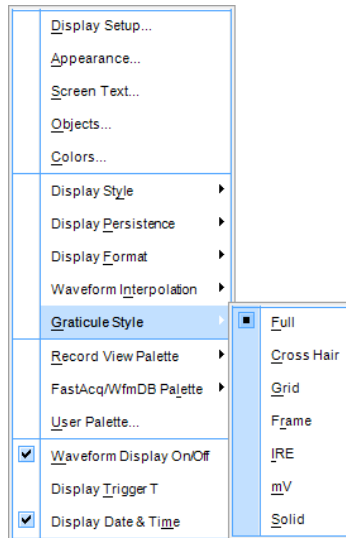 Display Setup...
Appearance...
Screen Text...
Objects...
Colors...
Display Style
Display Persistence
Display Format
Waveform Interpolation
Graticule Style
Record View Palette
FastAcq/WfmDB Palette
User Palette...
Waveform Display On/Off
Display Trigger T
Display Date & Time
Full
Cross Hair
Grid
Frame
IRE
mV
Solid